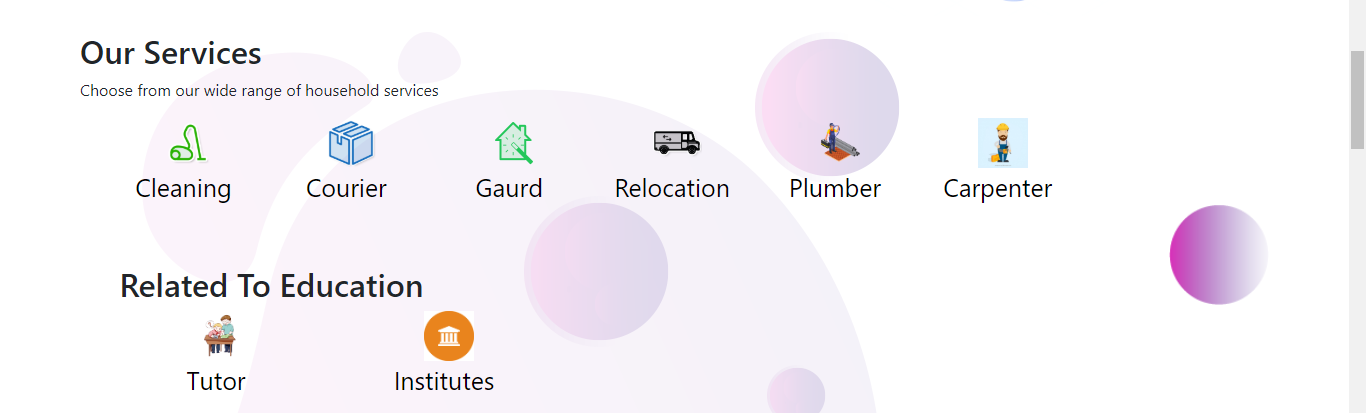 Our Services
Choose from our wide range of household services
Cleaning Courier Gaurd Relocation Plumber Carpenter
Related To Education
Tutor Institutes